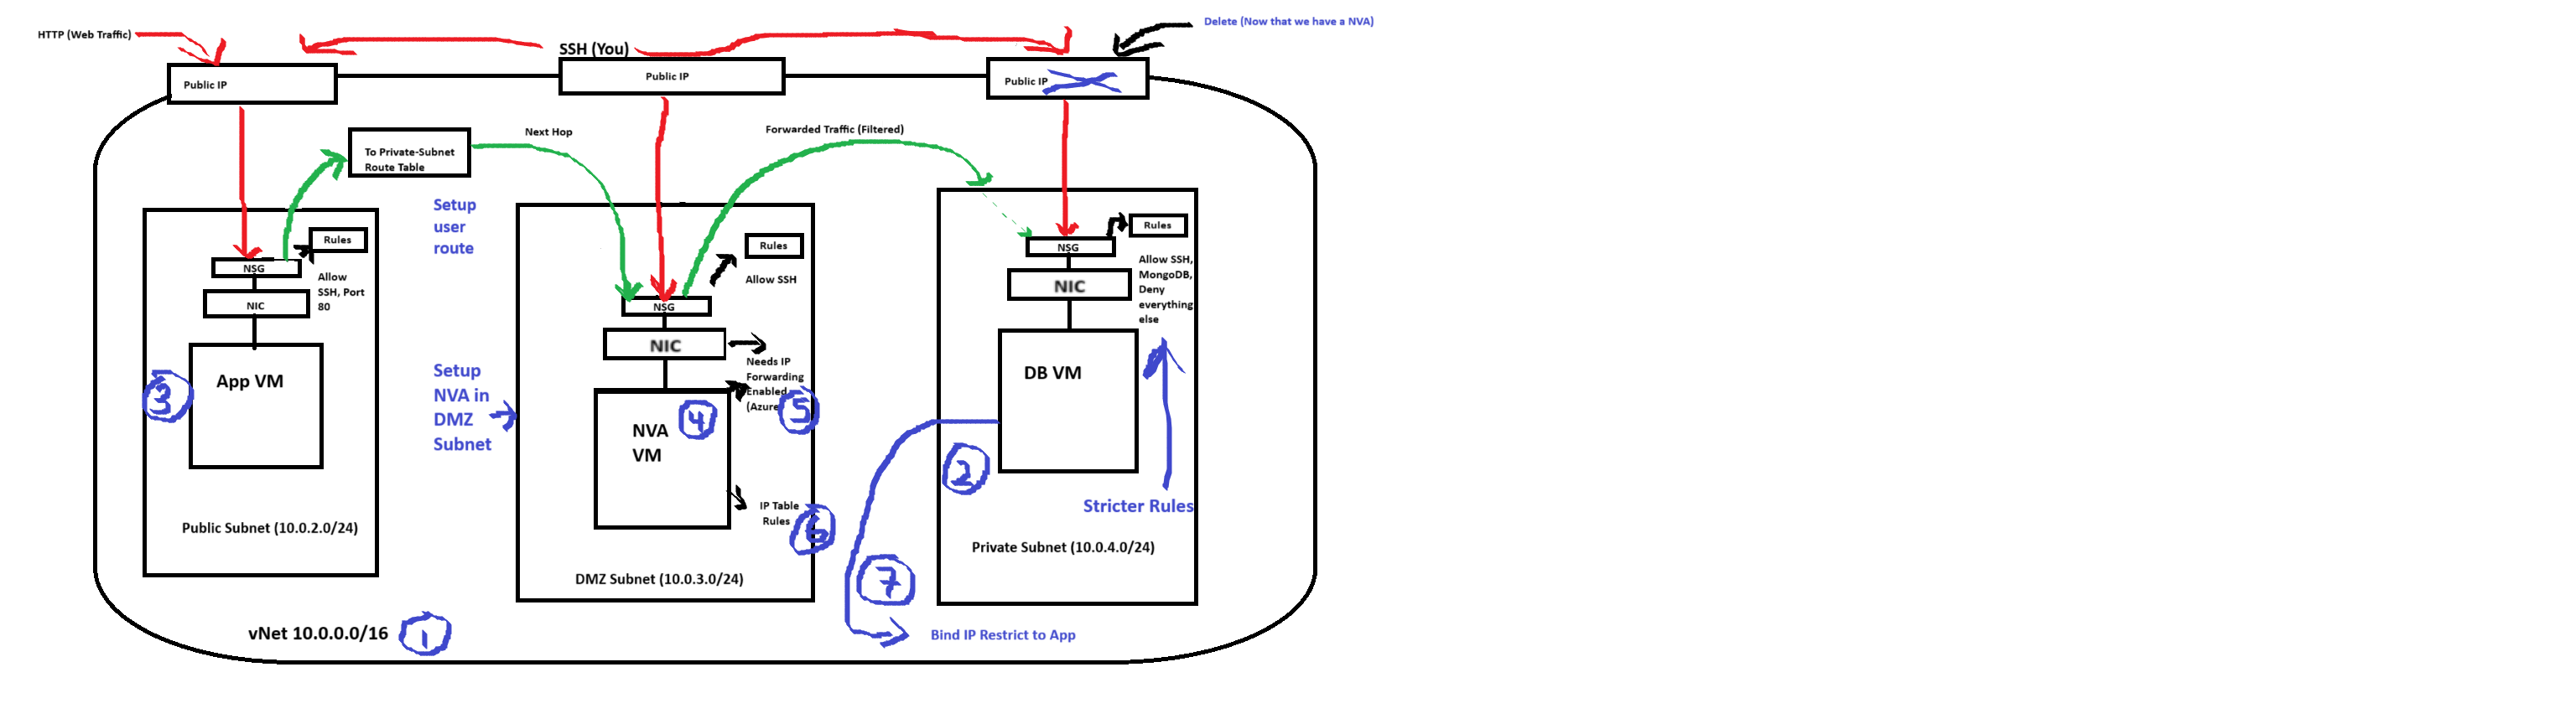 Delete (Now that we have a NVA)
HTTP (Web Traffic)
SSH (You)
Public IP
Public IP
Public IP
Next Hop
Forwarded Traffic (Filtered)
To Private-Subnet
Route Table
Setup
user
route
Rules
NSG
Allow
SSH, Port
80
NIC
App VM
3
Public Subnet (10.0.2.0/24)
Rules
Allow SSH
NSG
NIC
Needs IP
Forwarding
Enabled
(Azure
5
Setup
NVA in
DMZ
Subnet
4
NVA
VM
IP Table
Rules
6
DMZ Subnet (10.0.3.0/24)
Rules
NSG
Allow SSH,
MongoDB,
Deny
everything
else
NIC
DB VM
2
Stricter Rules
Private Subnet (10.0.4.0/24)
7
Bind IP Restrict to App
vNet 10.0.0.0/16
1